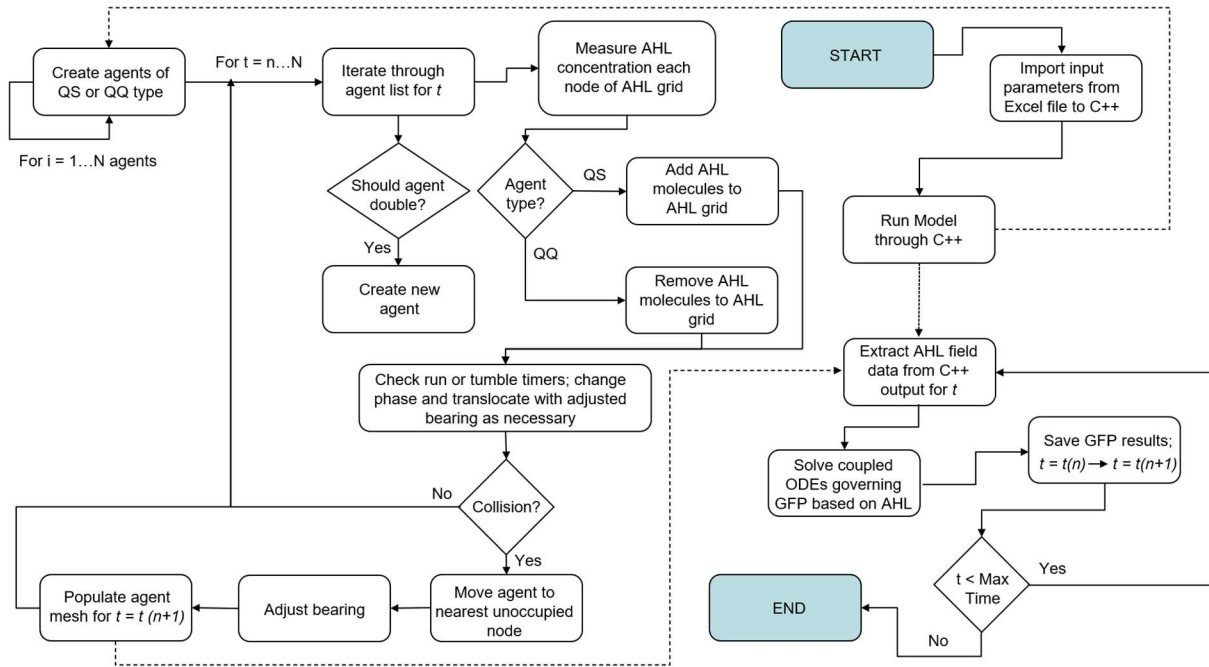 Create agents of
QS or QQ type
For i = 1…N agents
For t = n…N
Iterate through
agent list for t
Measure AHL
concentration each
node of AHL grid
Should agent
double?
Yes
Create new
agent
Agent
type?
QS
Add AHL
molecules to
AHL grid
QQ
Remove AHL
molecules to AHL
grid
Check run or tumble timers; change
phase and translocate with adjusted
bearing as necessary
Collision?
No
Yes
Move agent to
nearest unoccupied
node
Adjust bearing
Populate agent
mesh for t = t (n+1)
START
Import input
parameters from
Excel file to C++
Run Model
through C++
Extract AHL field
data from C++
output for t
Solve coupled
ODEs governing
GFP based on AHL
Save GFP results;
t = t(n) → t = t(n+1)
t < Max
Time
Yes
No
END